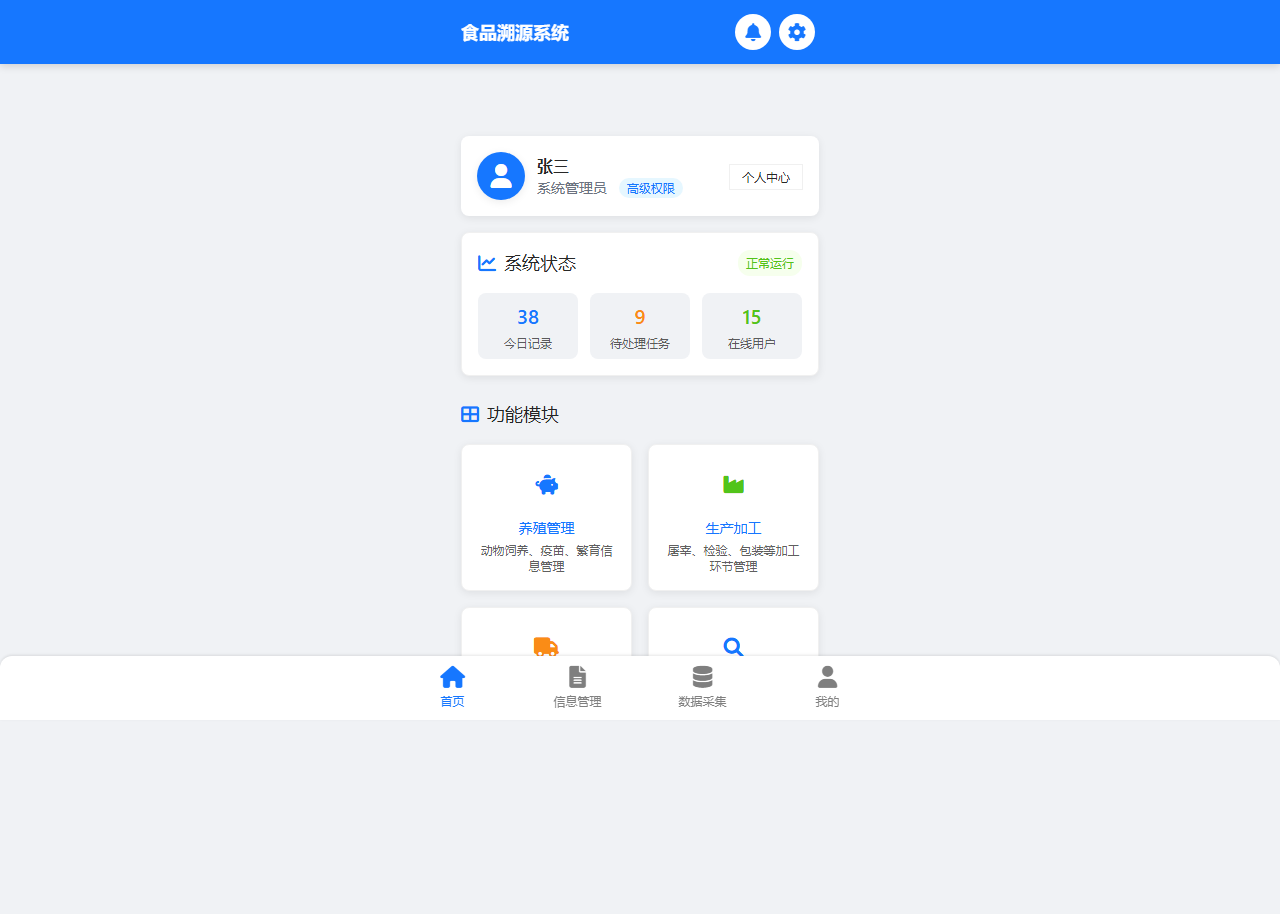 食品溯源系统
张三
系统管理员 高级权限
个人中心
系统状态
正常运行
38
今日记录
9
待处理任务
15
在线用户
功能模块
养殖管理
动物饲养、疫苗、繁育信
息管理
生产加工
屠宰、检验、包装等加工
环节管理
首页
信息管理
数据采集
我的